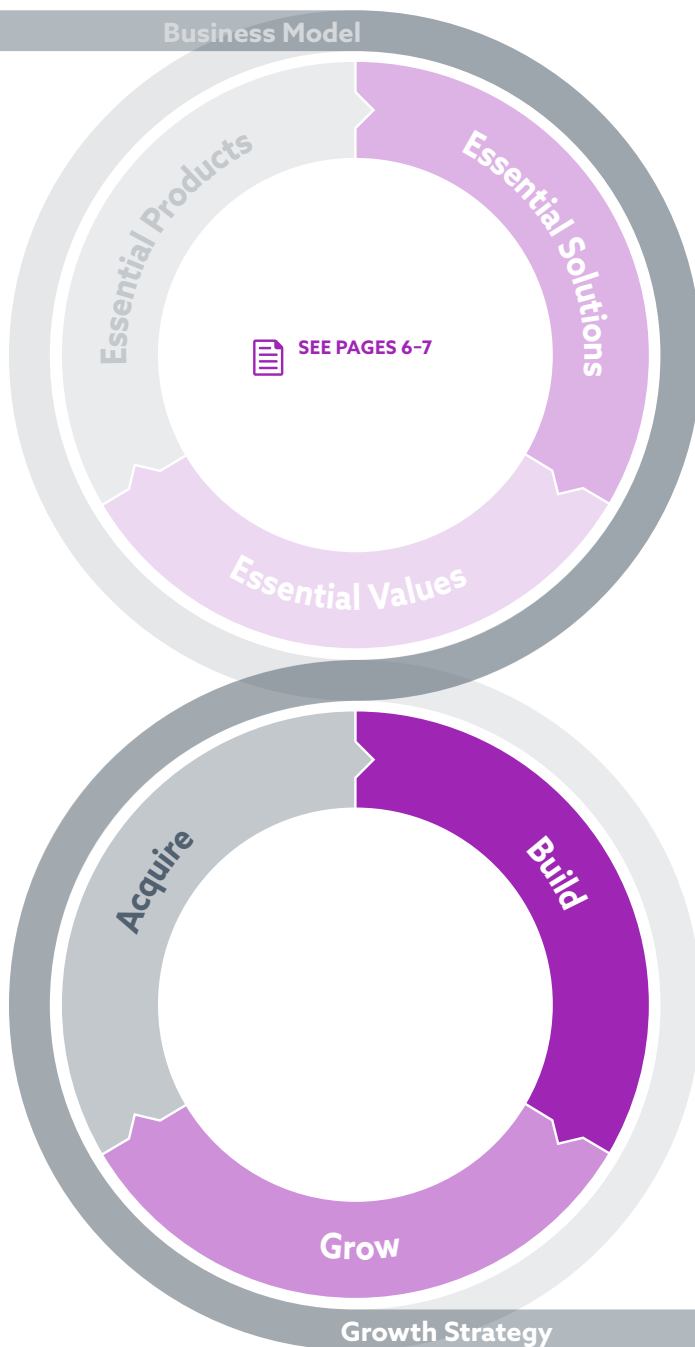 Business Model
Essential Products
Essential Solutions
SEE PAGES 6–7
Essential Values
Acquire
Build
Grow
Growth Strategy